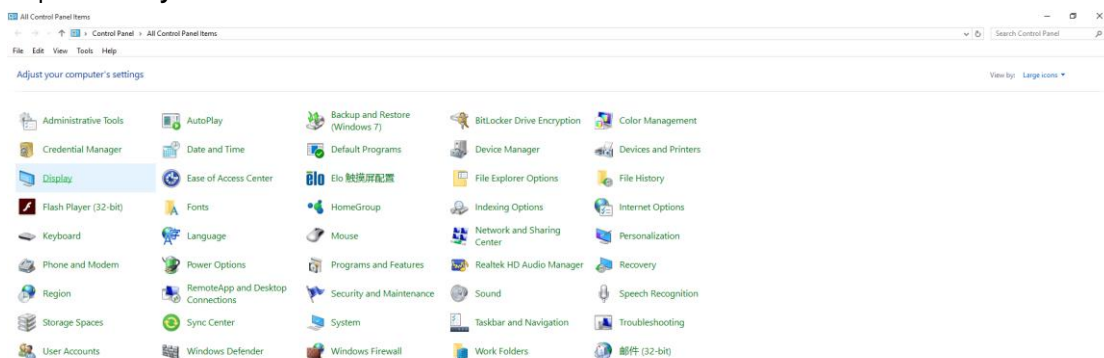 All Control Panel Items
Control Panel › All Control Panel Items
Search Control Panel
File Edit View Tools Help
Adjust your computer's settings
View by: Large icons
Administrative Tools
AutoPlay
Backup and Restore
(Windows 7)
BitLocker Drive Encryption
Color Management
Credential Manager
Date and Time
Default Programs
Device Manager
Devices and Printers
Display
Ease of Access Center
elo
Elo 触摸屏配置
File Explorer Options
File History
Flash Player (32-bit)
Fonts
HomeGroup
Indexing Options
Internet Options
Keyboard
Language
Mouse
Network and Sharing
Center
Personalization
Phone and Modem
Power Options
Programs and Features
Realtek HD Audio Manager
Recovery
Region
RemoteApp and Desktop
Connections
Security and Maintenance
Sound
Speech Recognition
Storage Spaces
Sync Center
System
Taskbar and Navigation
Troubleshooting
User Accounts
Windows Defender
Windows Firewall
Work Folders
邮件 (32-bit)